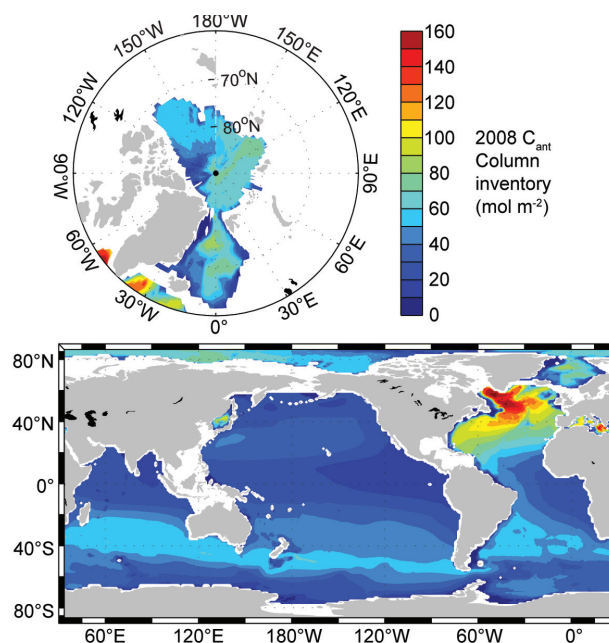 180°W
150°W
150°E
120°W
120°E
90°W
90°E
60°W
60°E
30°W
30°E
0°
70°N
80°N
160
140
120
100
80
60
40
20
0
2008 Cant
Column
inventory
(mol m-2)
80°N
40°N
0°N
40°S
80°S
60°E
120°E
180°W
120°W
60°W
0°